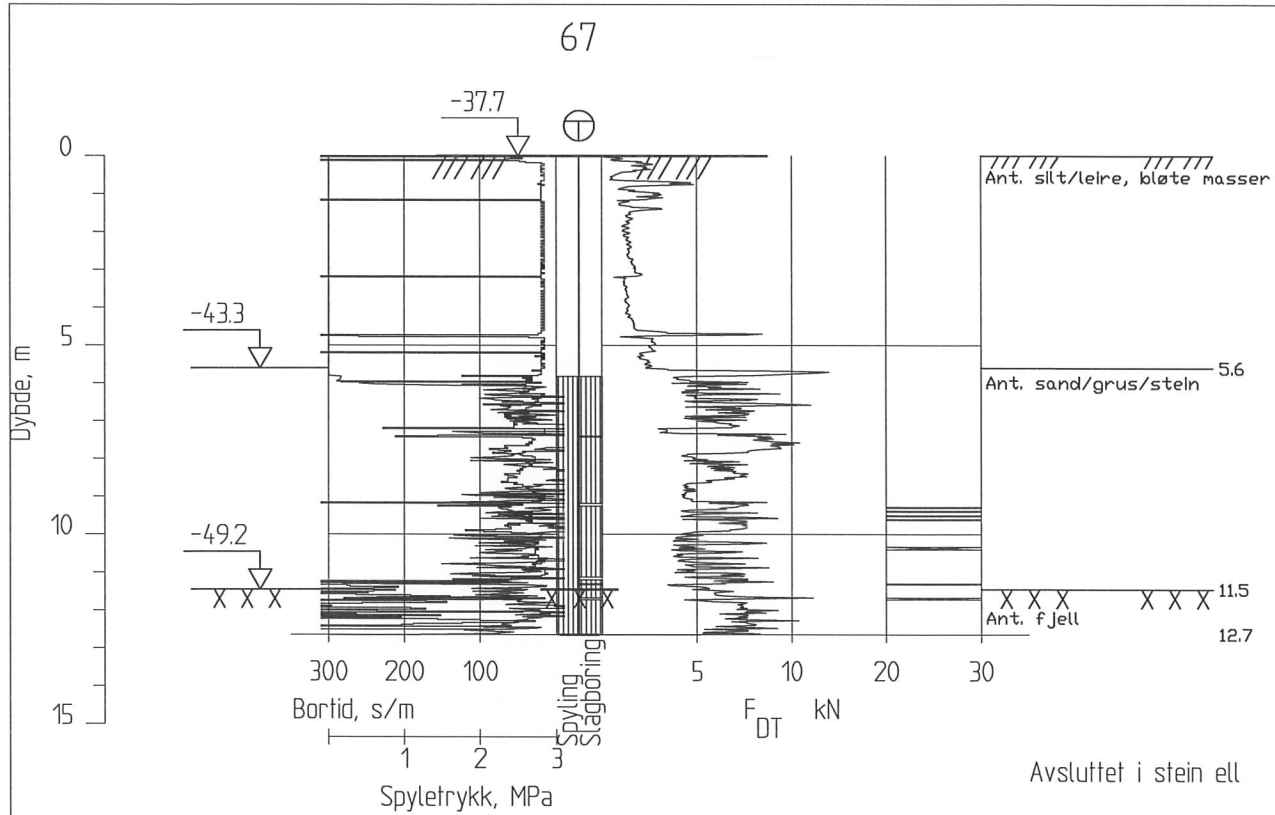 67
-37.7
0
Ant. silt/leire, bløte masser
-43.3
5
5.6
Ant. sand/grus/stein
Dybde, m
-49.2
10
11.5
Ant. fjell
12.7
300 200 100
Spyling
Slagboring
5 10 20 30
15
Bortid, s/m
F DT kN
1 2 3
Spyletrykk, MPa
Avsluttet i stein ell